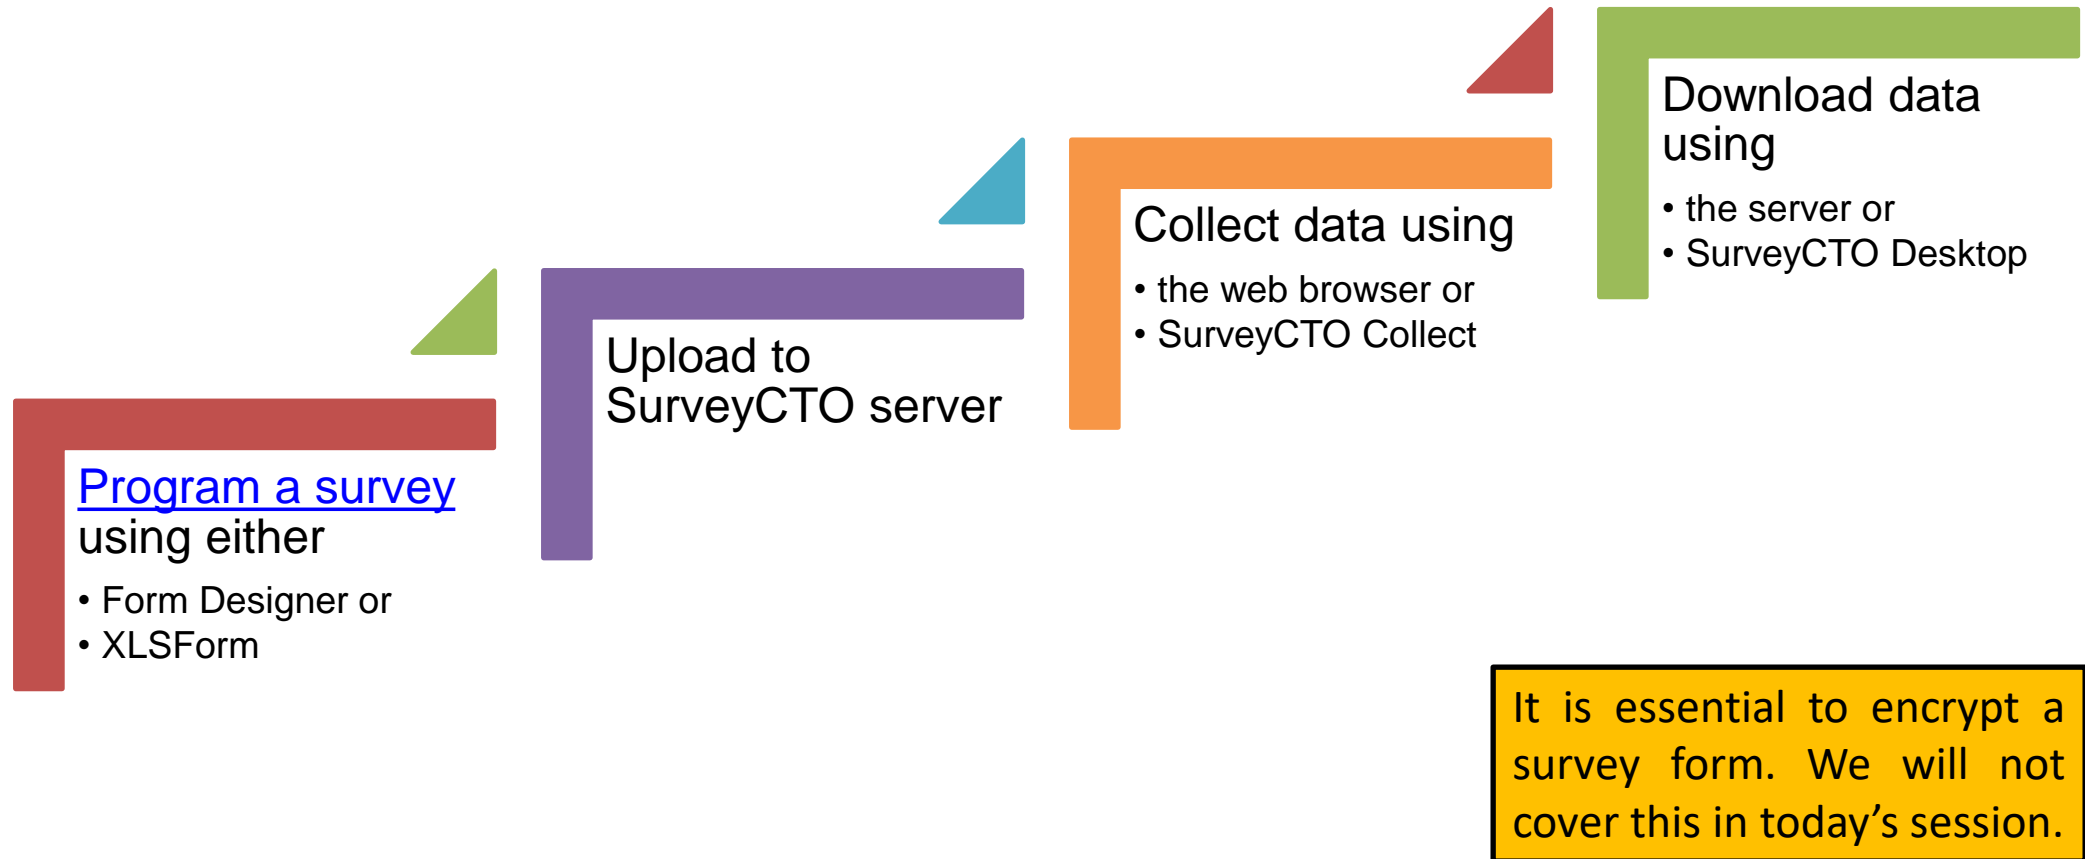 Program a survey
using either
• Form Designer or
• XLSForm
Upload to
SurveyCTO server
Collect data using
• the web browser or
• SurveyCTO Collect
Download data
using
• the server or
• SurveyCTO Desktop
It is essential to encrypt a
survey form. We will not
cover this in today’s session.